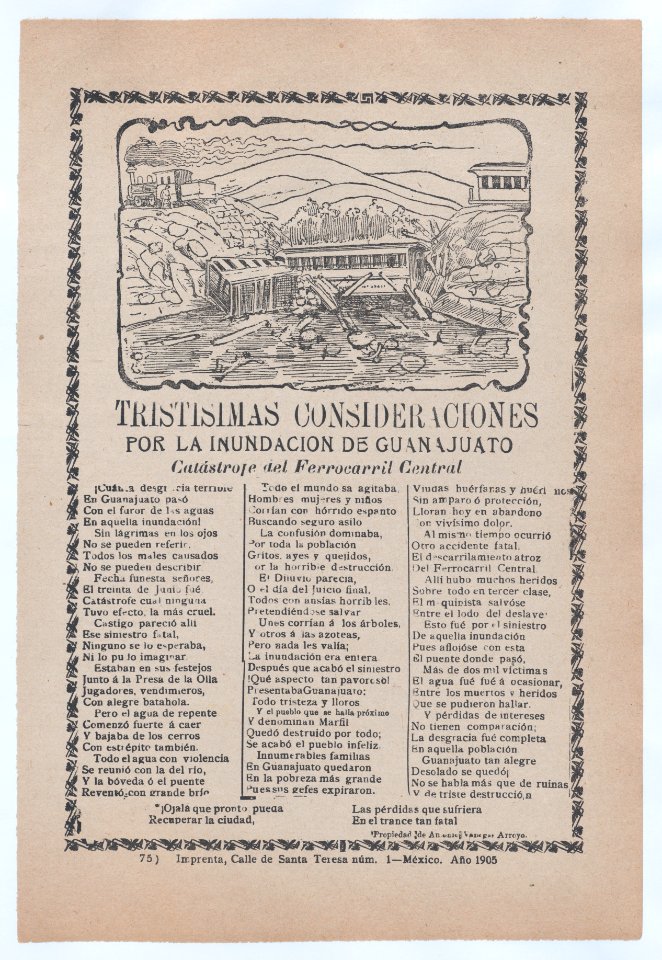 TRISTISIMAS CONSIDERACIONES
POR LA INUNDACION DE GUANAJUATO
Catástrofe del Ferrocarril Central
¡Cuánta desgracia terrible
En Guanajuato pasó
Con el furor de las aguas
En aquella inundación!
Sin lágrimas en los ojos
No se pueden referir,
Todos los males causados
No se pueden describir
Fecha funesta señores,
El treinta de Junio fué.
Catástrofe cual ninguna
Tuvo efecto, la más cruel.
Castigo pareció allí
Ese siniestro fatal,
Ninguno se lo esperaba,
Ni lo pu lo imaginar.
Estaban en sus festejos
Junto á la Presa de la Olla
Jugadores, vendimieros,
Con alegre batahola.
Pero el agua de repente
Comenzó fuerte á caer
Y bajaba de los cerros
Con estrépito también.
Todo el agua con violencia
Se reunió con la del río,
Y la bóveda ó el puente
Reventó con grande brío
Todo el mundo sa agitaba,
Hombres mujeres y niños
Corrían con hórrido espanto
Buscando seguro asilo
La confusión dominaba,
Por toda la población
Gritos, ayes y quejidos,
or la horrible destrucción.
El Diluvio parecía,
O el día del juicio final,
Todos con ansias horribles,
Pretendiéndose salvar
Unes corrían á los árboles,
Y otros á las azoteas,
Pero nada les valía;
La inundación era entera
Después que acabó el siniestro
!Qué aspecto tan pavoroso!
Presentaba Guanajuato;
Todo tristeza y lloros
Y el pueblo que se halla próximo
Y denominan Marfil
Quedó destruido por todo;
Se acabó el pueblo infeliz.
Innumerables familias
En Guanajuato quedaron
En la pobreza más grande
Pues sus gefes expiraron.
Viudas huérfanas y huérfanos
Sin amparo ó protección,
Lloran hoy en abandono
on vivísimo dolor.
Al mismo tiempo ocurrió
Otro accidente fatal,
El descarrilamiento atroz
Del Ferrocarril Central
Allí hubo muchos heridos
Sobre todo en tercer clase,
El m quinista salvóse
Entre el lodo del deslave
Esto fué por el siniestro
De aquella inundación
Pues aflojóse con esta
El puente donde pasó,
Más de dos mil víctimas
El agua fué fué á ocasionar,
Entre los muertos y heridos
Que se pudieron hallar.
Y pérdidas de intereses
No tienen comparación;
La desgracia fué completa
En aquella población
Guanajuato tan alegre
Desolado se quedó;
No se habla más que de ruinas
Y de triste destrucción
¡Ojalá que pronto pueda
Recuperar la ciudad,
Las pérdidas que sufriera
En el trance tan fatal
Propiedad de Antonio Vanegas Arroyo.
75) Imprenta, Calle de Santa Teresa núm. 1—México. Año 1905